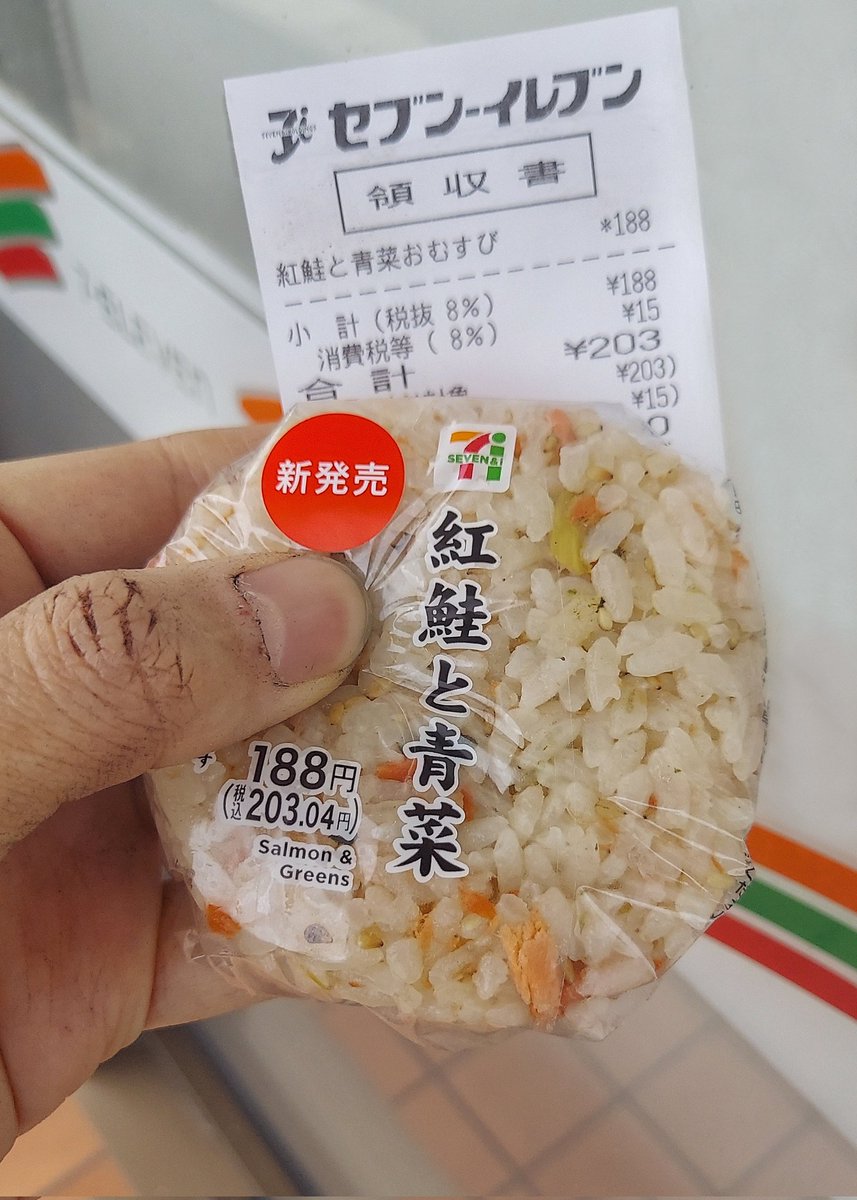 セブン-イレブン
領収書
紅鮭と青菜おむすび *188
小 計(税抜 8%) ¥188
消費税等( 8%) ¥15
合 計 ¥203
¥203)
¥15)
新発売
SEVEN&i
紅鮭と青菜
188円
(税込203.04円)
Salmon &
Greens